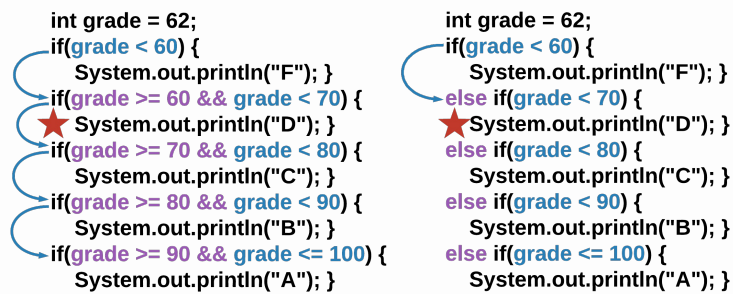 int grade = 62;
if(grade < 60) {
System.out.println("F"); }
if(grade >= 60 && grade < 70) {
System.out.println("D"); }
if(grade >= 70 && grade < 80) {
System.out.println("C"); }
if(grade >= 80 && grade < 90) {
System.out.println("B"); }
if(grade >= 90 && grade <= 100) {
System.out.println("A"); }
int grade = 62;
if(grade < 60) {
System.out.println("F"); }
else if(grade < 70) {
System.out.println("D"); }
else if(grade < 80) {
System.out.println("C"); }
else if(grade < 90) {
System.out.println("B"); }
else if(grade <= 100) {
System.out.println("A"); }